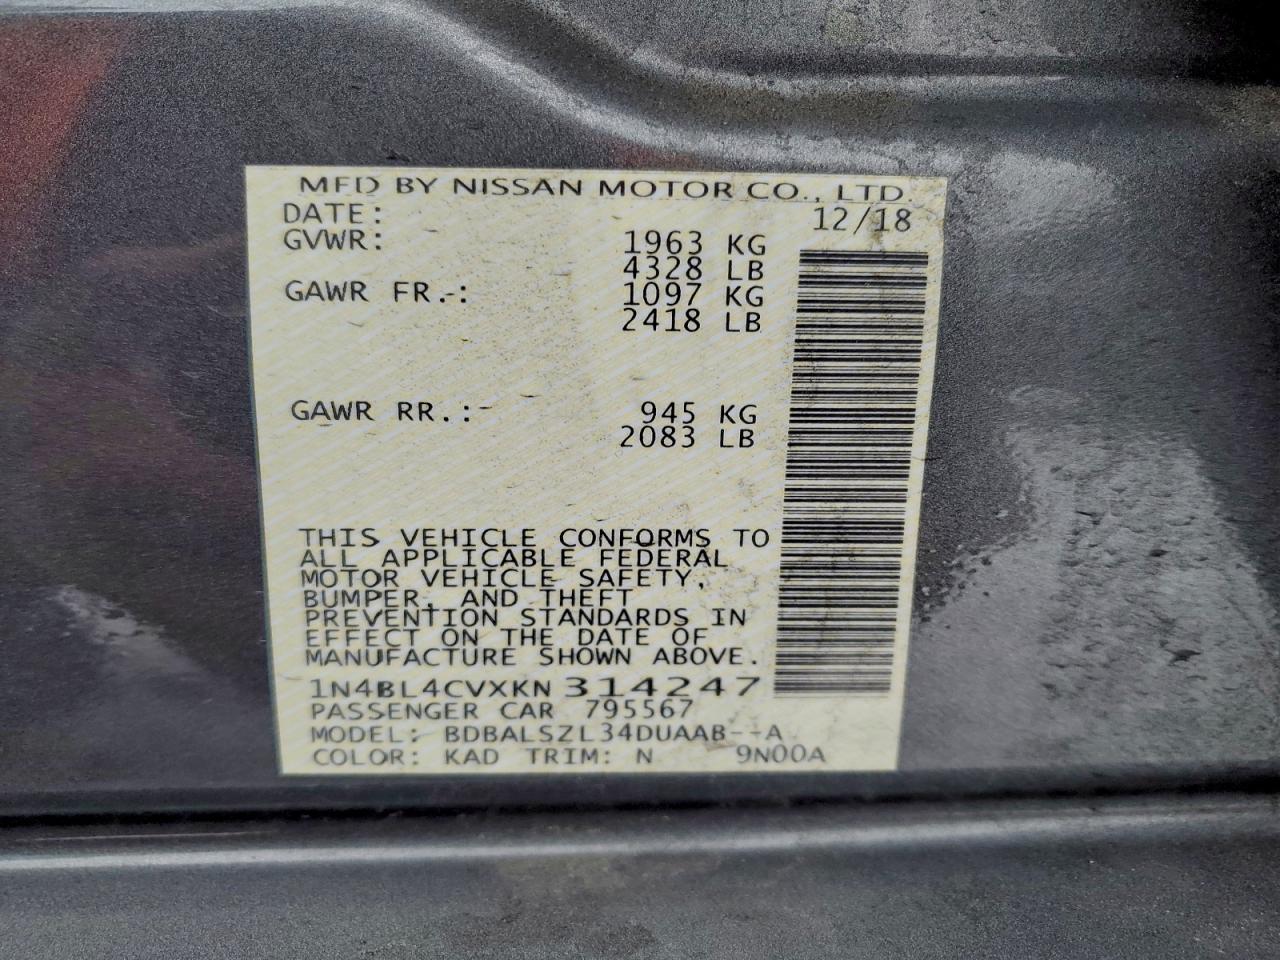 MFD BY NISSAN MOTOR CO., LTD.
DATE: 12/18
GVWR: 1963 KG
4328 LB
GAWR FR.-: 1097 KG
2418 LB
GAWR RR.:- 945 KG
2083 LB
THIS VEHICLE CONFORMS TO
ALL APPLICABLE FEDERAL
MOTOR VEHICLE SAFETY,
BUMPER, AND THEFT
PREVENTION STANDARDS IN
EFFECT ON THE DATE OF
MANUFACTURE SHOWN ABOVE.
1N4BL4CVXKN314247
PASSENGER CAR 795567
MODEL: BDBALSZL34DUAAB--A
COLOR: KAD TRIM: N 9N00A